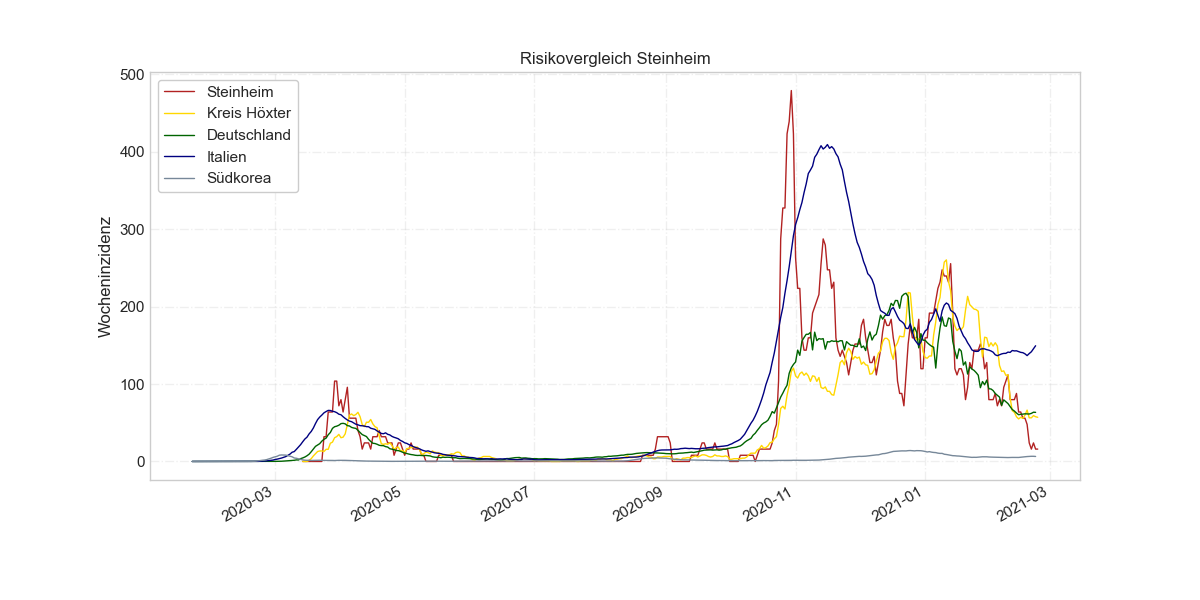 Risikovergleich Steinheim
500
400
300
200
100
0
Wocheninzidenz
Steinheim
Kreis Höxter
Deutschland
Italien
Südkorea
2020-03
2020-05
2020-07
2020-09
2020-11
2021-01
2021-03